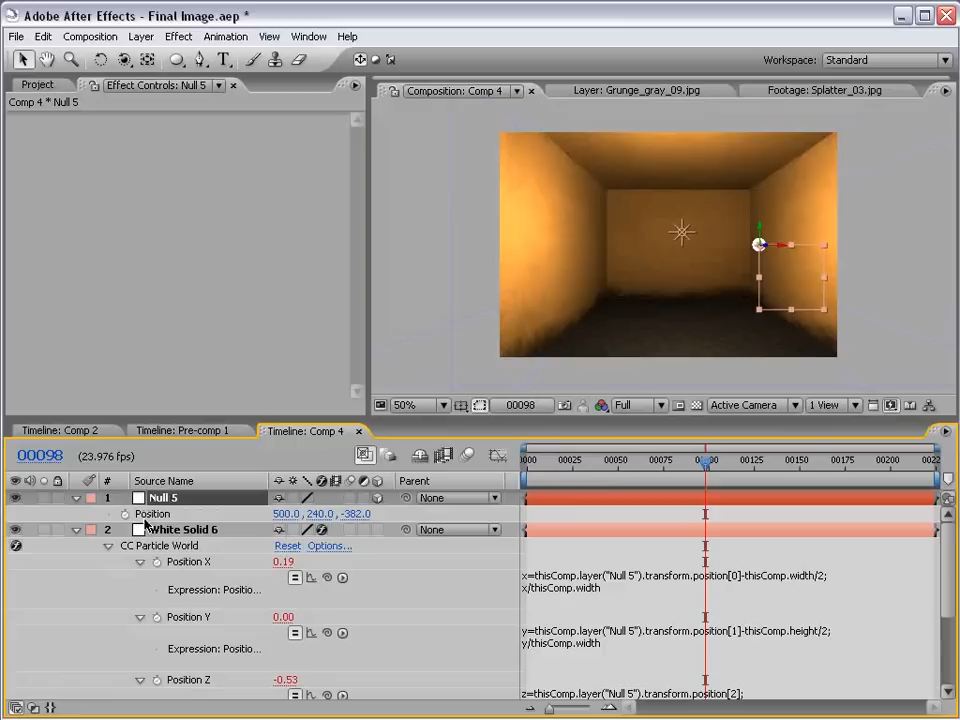 Adobe After Effects - Final Image.aep *
File Edit Composition Layer Effect Animation View Window Help
Workspace: Standard
Project Effect Controls: Null 5
Comp 4 * Null 5
Composition: Comp 4 Layer: Grunge_gray_09.jpg Footage: Splatter_03.jpg
50% 00098 Full Active Camera 1 View
Timeline: Comp 2 Timeline: Pre-comp 1 Timeline: Comp 4
00098 (23.976 fps)
0000 00025 00050 00075 00100 00125 00150 00175 00200 0022
# Source Name Parent
1 Null 5 None
Position 500.0, 240.0, -382.0
2 White Solid 6 None
CC Particle World Reset Options...
Position X 0.19
x=thisComp.layer("Null 5").transform.position[0]-thisComp.width/2;
Expression: Positio... x/thisComp.width
Position Y 0.00
y=thisComp.layer("Null 5").transform.position[1]-thisComp.height/2;
Expression: Positio... y/thisComp.width
Position Z -0.53
z=thisComp.layer("Null 5").transform.position[2];